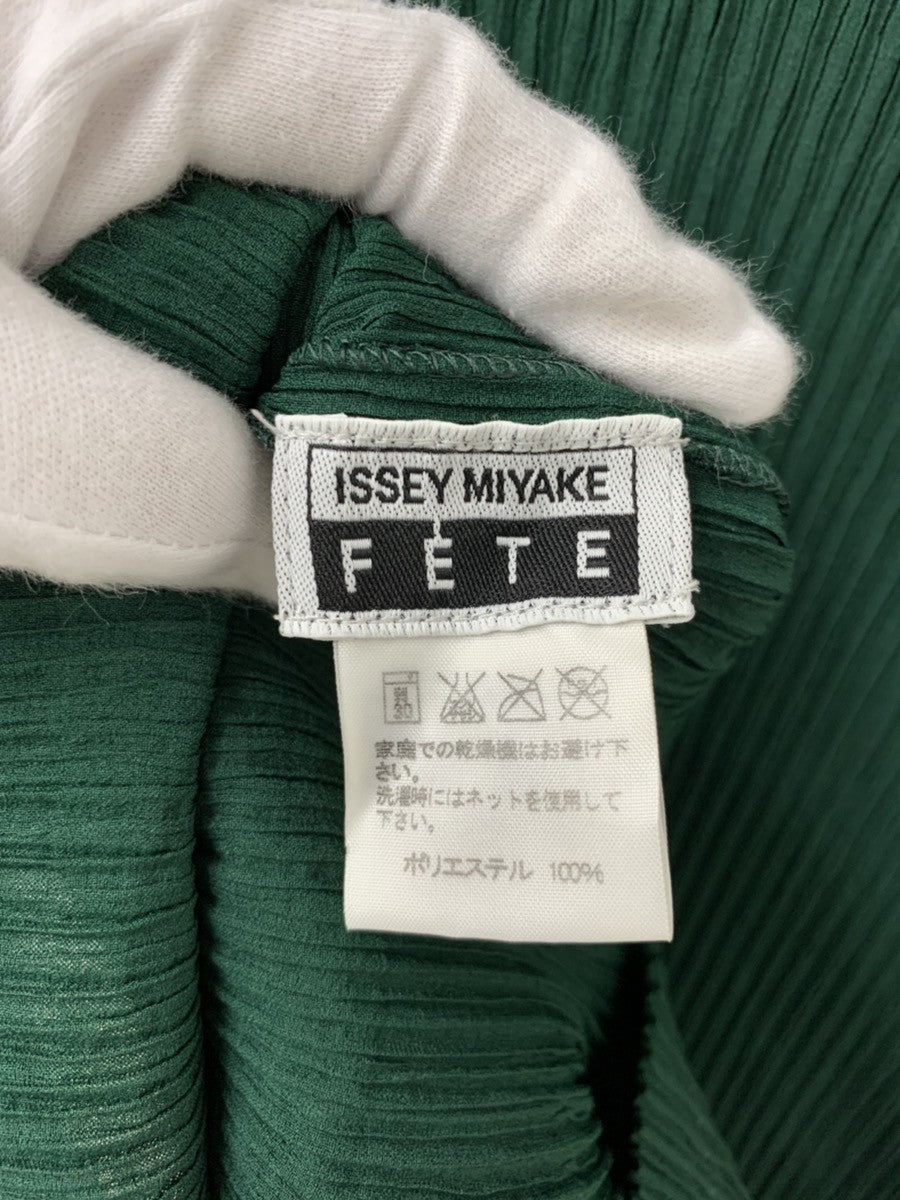 ISSEY MIYAKE
FÉTE
家庭での乾燥機はお避け下
さい。
洗濯時にはネットを使用して
下さい。
ポリエステル 100%